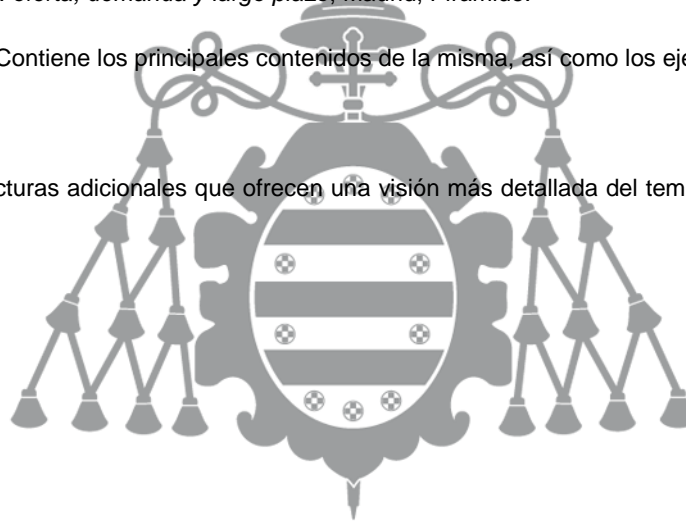 oferta, demanda y largo plazo, Madrid, Pirámide.
Contiene los principales contenidos de la misma, así como los eje
cturas adicionales que ofrecen una visión más detallada del tem